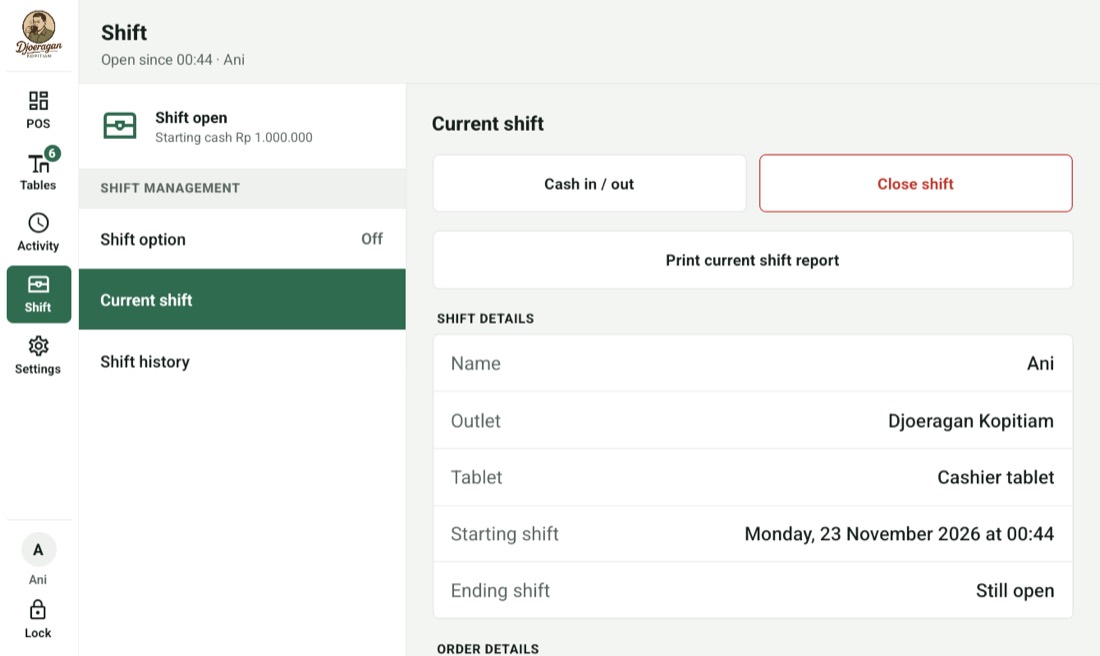 Djoeragan
KOPITIAM
POS
6
Tables
Activity
Shift
Settings
A
Ani
Lock
Shift
Open since 00:44 · Ani
Shift open
Starting cash Rp 1.000.000
SHIFT MANAGEMENT
Shift option Off
Current shift
Shift history
Current shift
Cash in / out
Close shift
Print current shift report
SHIFT DETAILS
Name Ani
Outlet Djoeragan Kopitiam
Tablet Cashier tablet
Starting shift Monday, 23 November 2026 at 00:44
Ending shift Still open
ORDER DETAILS